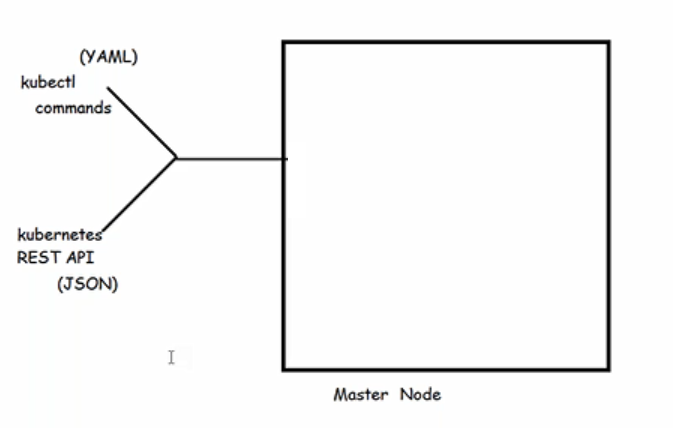 (YAML)
kubectl
commands
kubernetes
REST API
(JSON)
Master Node